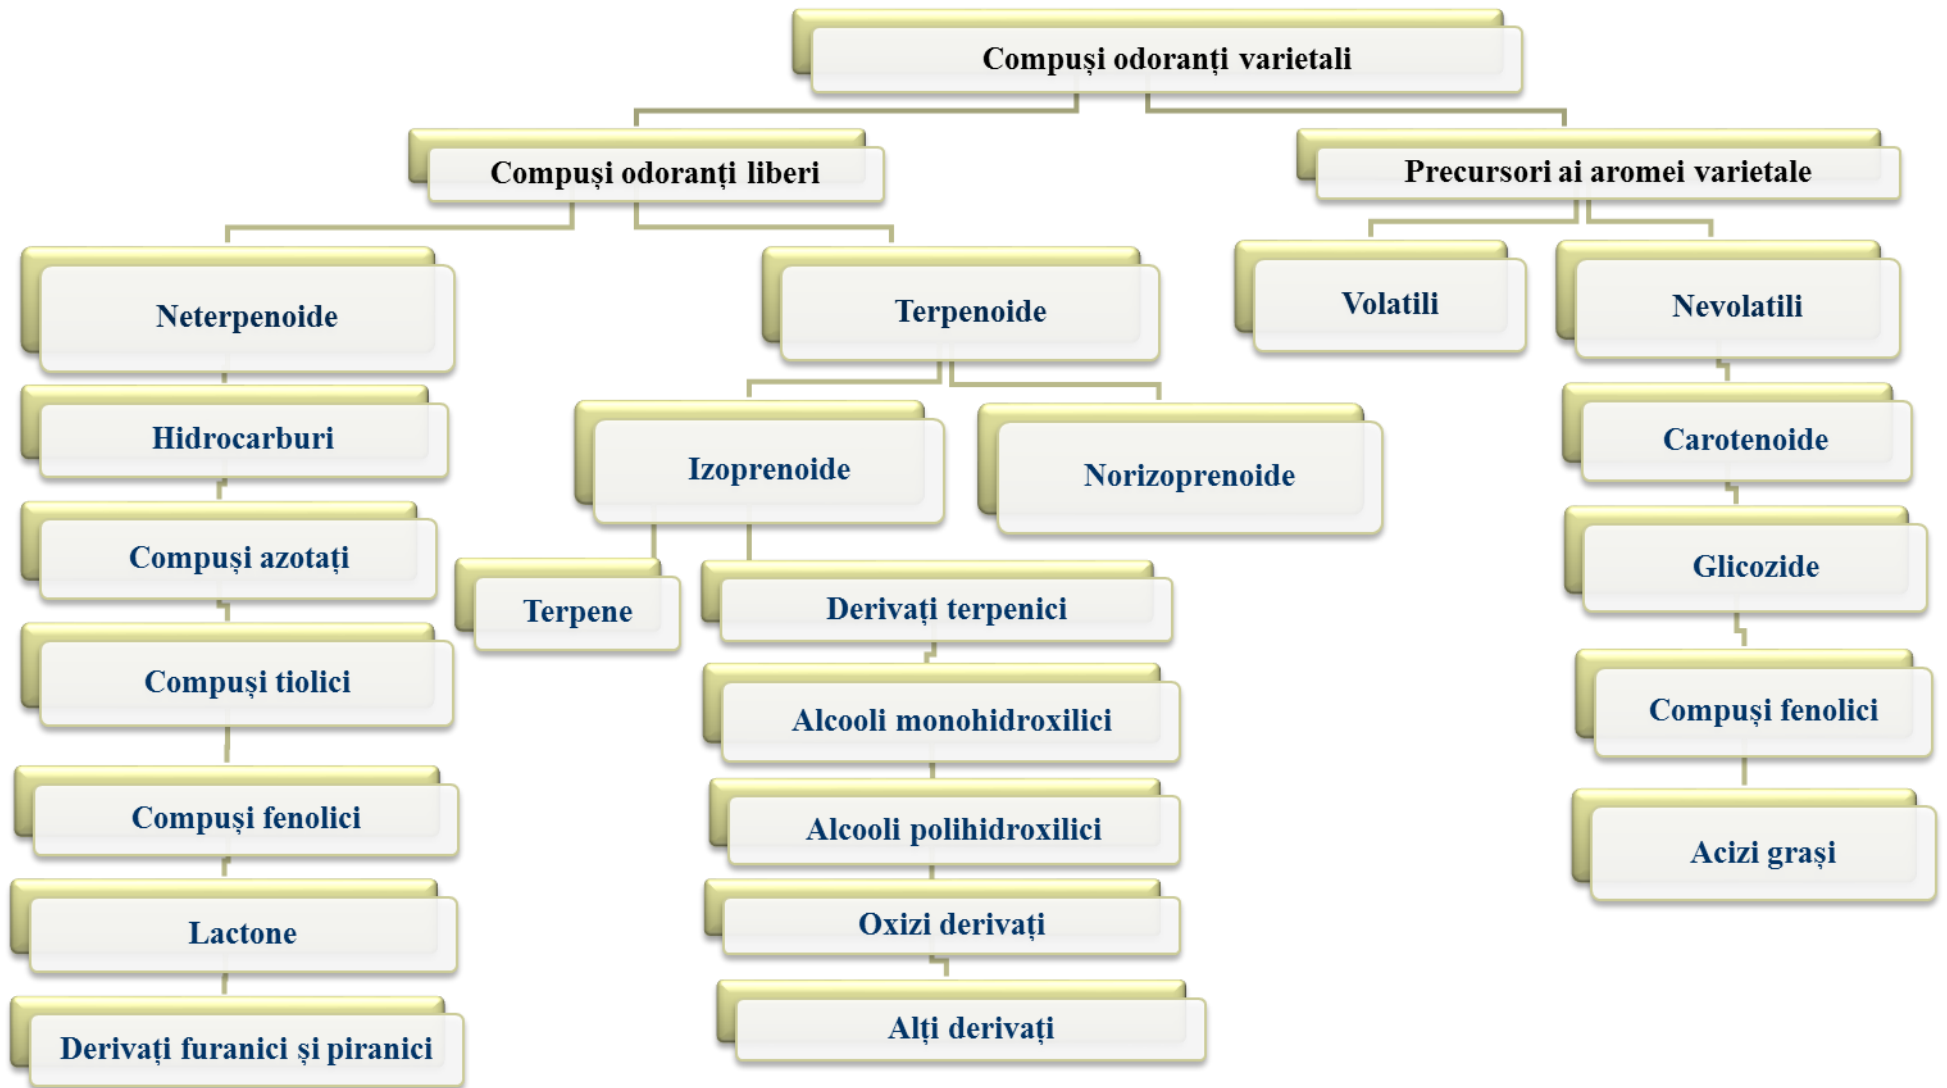 Compuși odoranți varietali
Compuși odoranți liberi
Precursori ai aromei varietale
Neterpenoide
Terpenoide
Volatili
Nevolatili
Hidrocarburi
Izoprenoide
Norizoprenoide
Carotenoide
Compuși azotați
Terpene
Derivați terpenici
Glicozide
Compuși tiolici
Alcooli monohidroxilici
Compuși fenolici
Compuși fenolici
Alcooli polihidroxilici
Acizi grași
Lactone
Oxizi derivați
Derivați furanici și piranici
Alți derivați